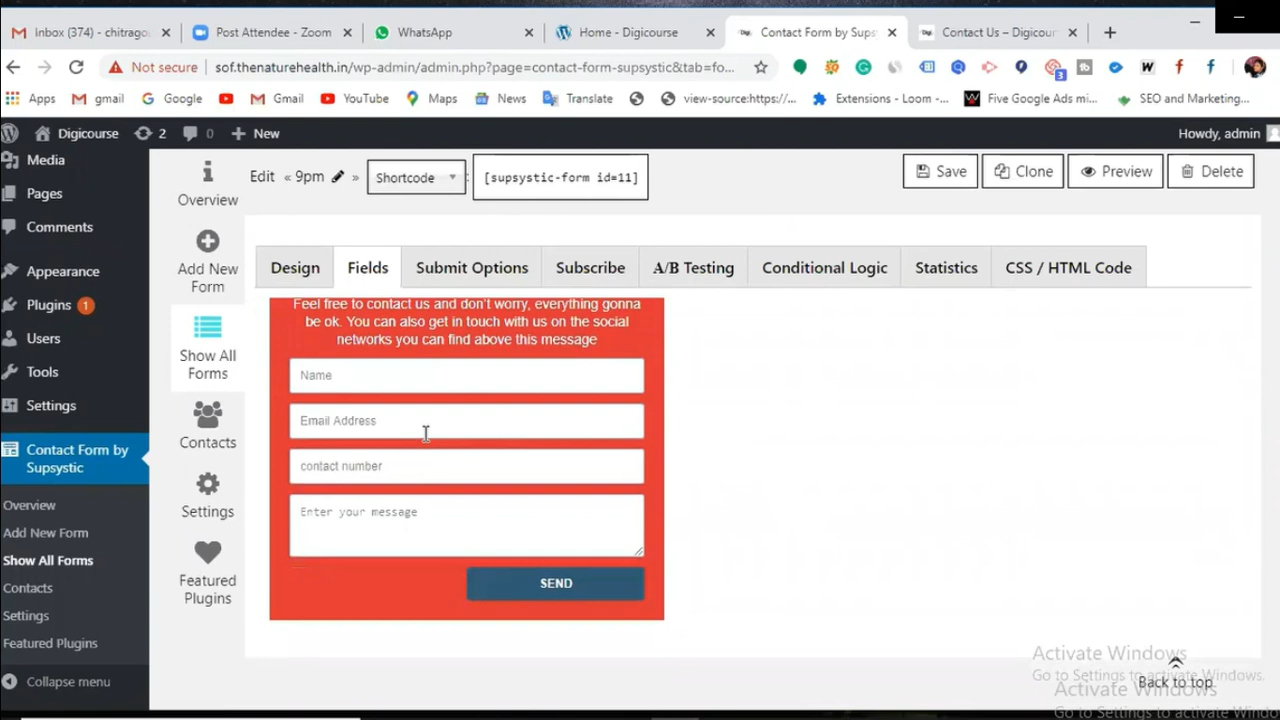 Inbox (374) - chitrago
Post Attendee - Zoom
WhatsApp
Home - Digicourse
Contact Form by Sups
Contact Us – Digicour
Not secure
sof.thenaturehealth.in/wp-admin/admin.php?page=contact-form-supsystic&tab=fo...
Apps
gmail
Google
Gmail
YouTube
Maps
News
Translate
view-source:https://...
Extensions - Loom -...
Five Google Ads mi...
SEO and Marketing...
3
Digicourse
2
0
New
Howdy, admin
Media
Pages
Comments
Appearance
Plugins 1
Users
Tools
Settings
Contact Form by
Supsystic
Overview
Add New Form
Show All Forms
Contacts
Settings
Featured Plugins
Collapse menu
Overview
Add New
Form
Show All
Forms
Contacts
Settings
Featured
Plugins
Edit « 9pm » Shortcode : [supsystic-form id=11]
Save
Clone
Preview
Delete
Design
Fields
Submit Options
Subscribe
A/B Testing
Conditional Logic
Statistics
CSS / HTML Code
Feel free to contact us and don't worry, everything gonna
be ok. You can also get in touch with us on the social
networks you can find above this message
Name
Email Address
contact number
Enter your message
SEND
Activate Windows
Go to Settings to activate Windows.
Back to top
Activate Windows
Go to Settings to activate Windo